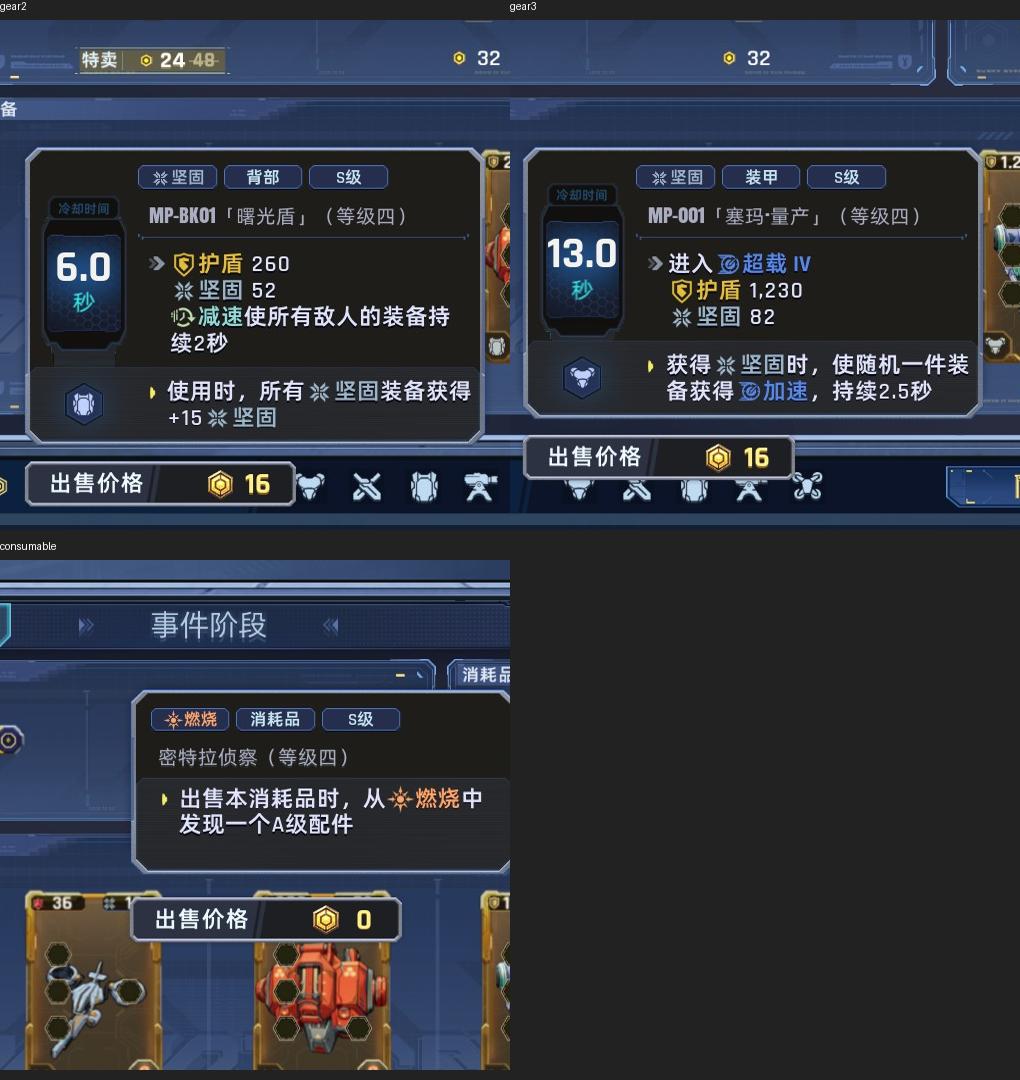 gear2
特卖 24 48
32
备
坚固 背部 S级
冷却时间
6.0
秒
MP-BK01「曙光盾」（等级四）
护盾 260
坚固 52
减速使所有敌人的装备持
续2秒
使用时，所有坚固装备获得
+15 坚固
出售价格 16
gear3
32
坚固 装甲 S级
冷却时间
13.0
秒
MP-001「塞玛·量产」（等级四）
进入超载 IV
护盾 1,230
坚固 82
获得坚固时，使随机一件装
备获得加速，持续2.5秒
出售价格 16
consumable
事件阶段
消耗品
燃烧 消耗品 S级
密特拉侦察（等级四）
出售本消耗品时，从燃烧中
发现一个A级配件
36
出售价格 0